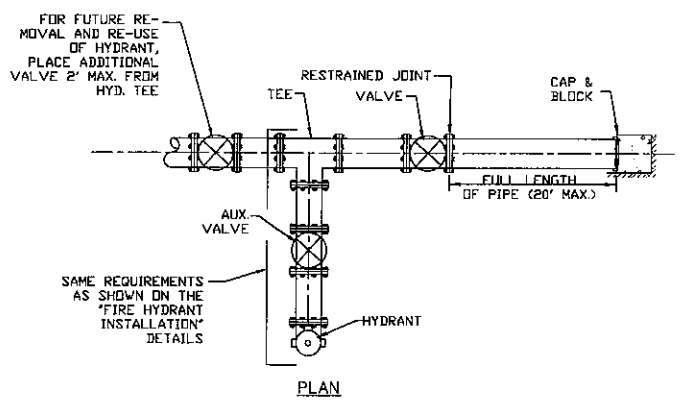 FOR FUTURE RE-
MOVAL AND RE-USE
OF HYDRANT,
PLACE ADDITIONAL
VALVE 2' MAX. FROM
HYD. TEE
RESTRAINED JOINT
TEE
VALVE
CAP &
BLOCK
FULL LENGTH
OF PIPE (20' MAX.)
AUX.
VALVE
SAME REQUIREMENTS
AS SHOWN ON THE
"FIRE HYDRANT
INSTALLATION"
DETAILS
HYDRANT
PLAN